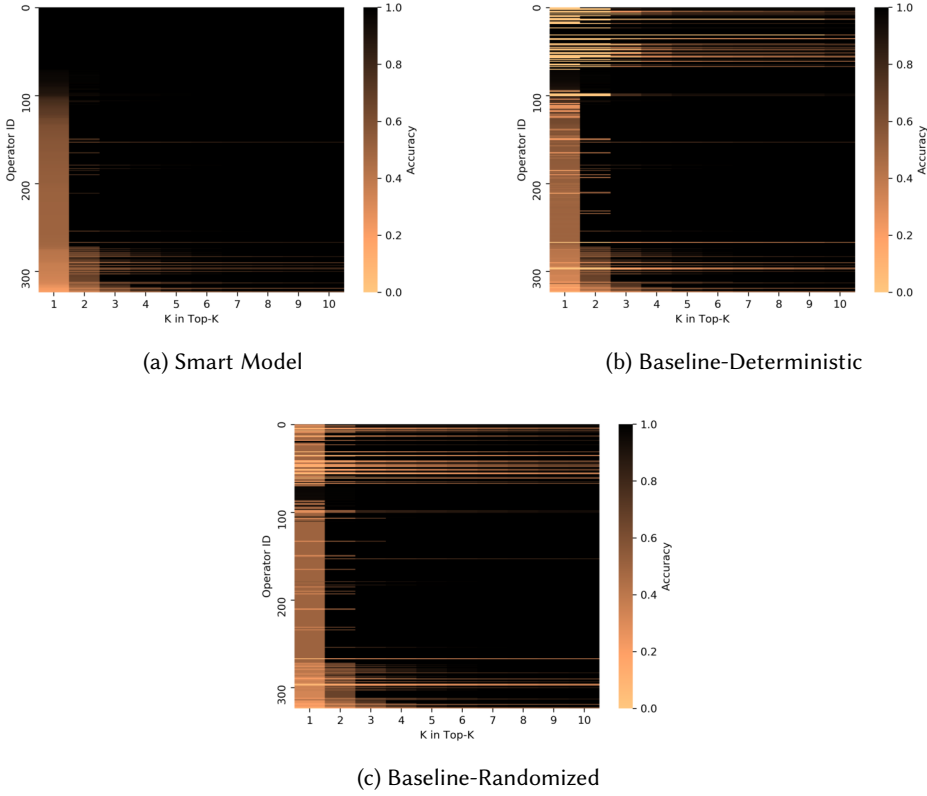 0
100
200
300
Operator ID
1 2 3 4 5 6 7 8 9 10
K in Top-K
1.0
0.8
0.6
0.4
0.2
0.0
Accuracy
(a) Smart Model
0
100
200
300
Operator ID
1 2 3 4 5 6 7 8 9 10
K in Top-K
1.0
0.8
0.6
0.4
0.2
0.0
Accuracy
(b) Baseline-Deterministic
0
100
200
300
Operator ID
1 2 3 4 5 6 7 8 9 10
K in Top-K
1.0
0.8
0.6
0.4
0.2
0.0
Accuracy
(c) Baseline-Randomized